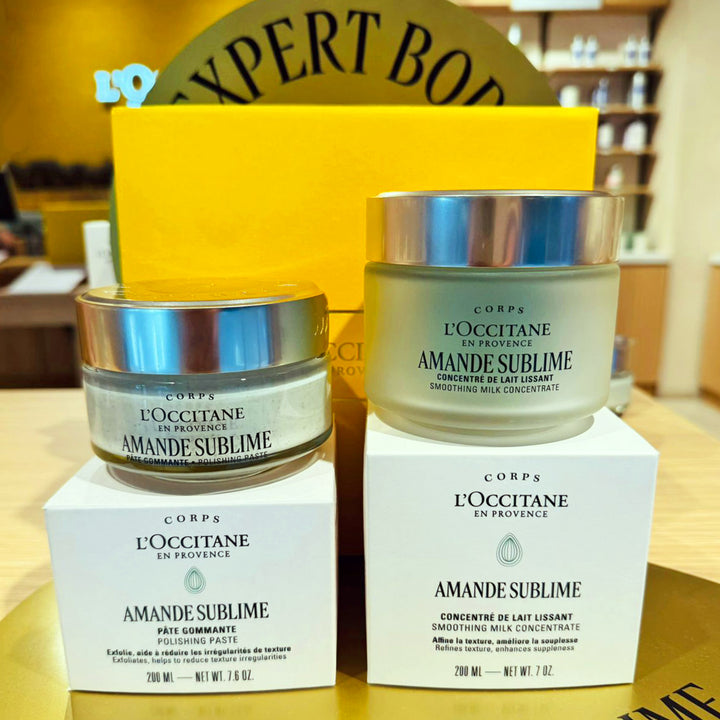 EXPERT BOD
L'O
CORPS
L'OCCITANE
EN PROVENCE
AMANDE SUBLIME
CONCENTRÉ DE LAIT LISSANT
SMOOTHING MILK CONCENTRATE
CORPS
L'OCCITANE
EN PROVENCE
AMANDE SUBLIME
PÂTE GOMMANTE • POLISHING PASTE
CORPS
L'OCCITANE
EN PROVENCE
AMANDE SUBLIME
PÂTE GOMMANTE
POLISHING PASTE
Exfolie, aide à réduire les irrégularités de texture
Exfoliates, helps to reduce texture irregularities
200 ML — NET WT. 7.6 OZ.
CORPS
L'OCCITANE
EN PROVENCE
AMANDE SUBLIME
CONCENTRÉ DE LAIT LISSANT
SMOOTHING MILK CONCENTRATE
Affine la texture, améliore la souplesse
Refines texture, enhances suppleness
200 ML — NET WT. 7 OZ.